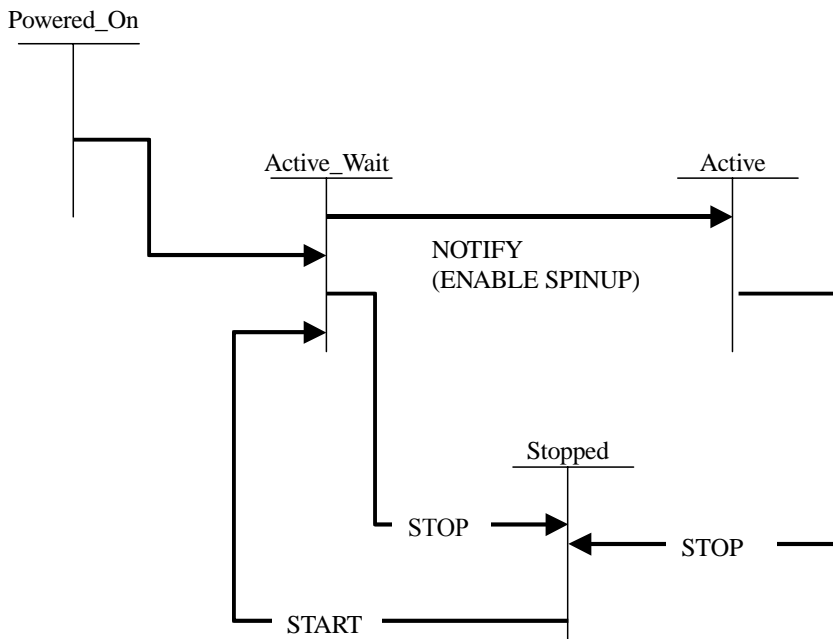 Powered_On
Active_Wait
Active
NOTIFY
(ENABLE SPINUP)
Stopped
STOP
STOP
START